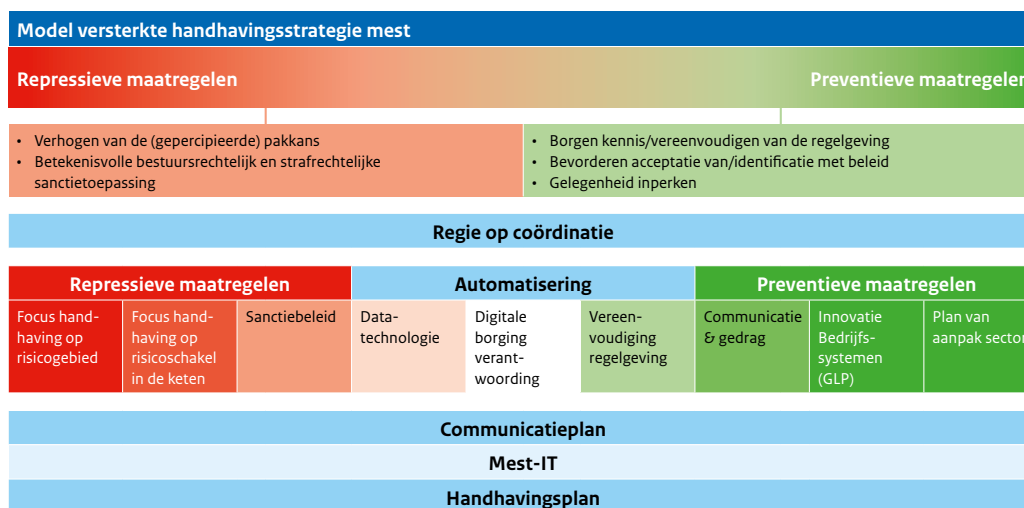 Model versterkte handhavingsstrategie mest
Repressieve maatregelen
Preventieve maatregelen
• Verhogen van de (gepercipieerde) pakkans
• Betekenisvolle bestuursrechtelijk en strafrechtelijke
sanctietoepassing
• Borgen kennis/vereenvoudigen van de regelgeving
• Bevorderen acceptatie van/identificatie met beleid
• Gelegenheid inperken
Regie op coördinatie
Repressieve maatregelen
Automatisering
Preventieve maatregelen
Focus hand-
having op
risicogebied
Focus hand-
having op
risicoschakel
in de keten
Sanctiebeleid
Data-
technologie
Digitale
borging
verant-
woording
Vereen-
voudiging
regelgeving
Communicatie
& gedrag
Innovatie
Bedrijfs-
systemen
(GLP)
Plan van
aanpak sector
Communicatieplan
Mest-IT
Handhavingsplan